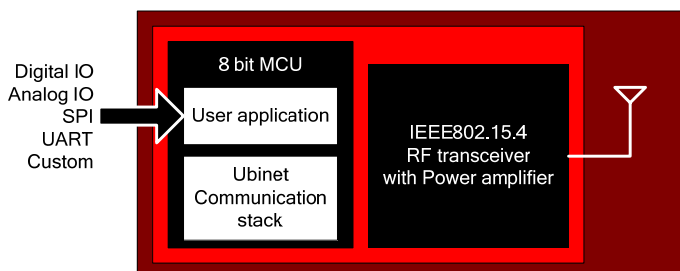 Digital IO
Analog IO
SPI
UART
Custom
8 bit MCU
User application
Ubinet
Communication
stack
IEEE802.15.4
RF transceiver
with Power amplifier